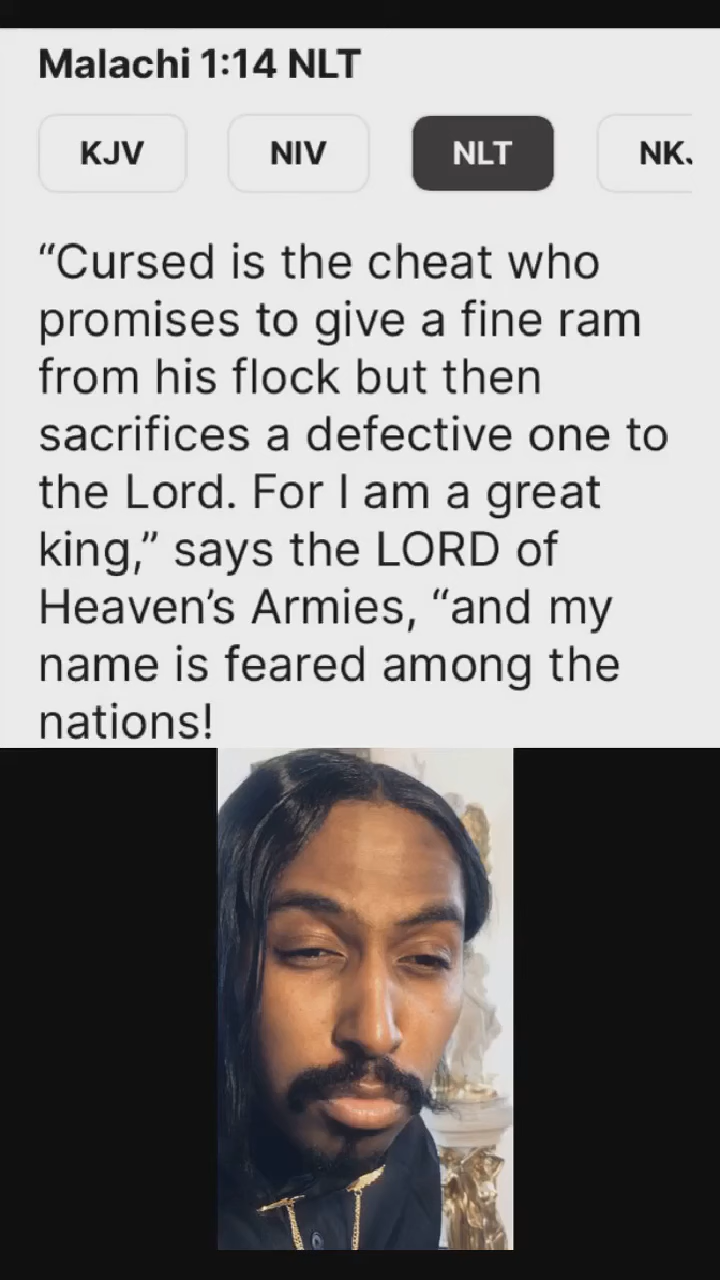 Malachi 1:14 NLT
KJV NIV NLT NK
“Cursed is the cheat who
promises to give a fine ram
from his flock but then
sacrifices a defective one to
the Lord. For I am a great
king,” says the LORD of
Heaven’s Armies, “and my
name is feared among the
nations!